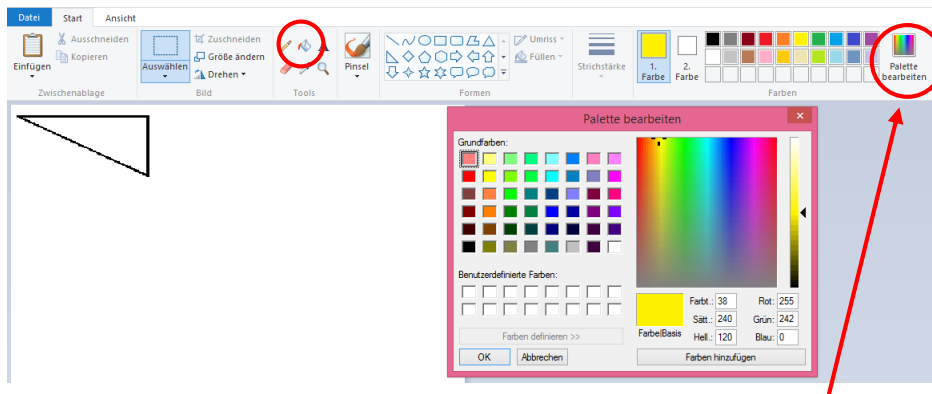 Datei Start Ansicht
Einfügen
Ausschneiden
Kopieren
Zwischenablage
Auswählen
Zuschneiden
Größe ändern
Drehen
Bild
A
Tools
Pinsel
Umriss
Füllen
Formen
Strichstärke
1.
Farbe
2.
Farbe
Farben
Palette
bearbeiten
Palette bearbeiten
Grundfarben:
Benutzerdefinierte Farben:
Farben definieren >>
OK Abbrechen
Farbe|Basis
Farbt.: 38 Rot: 255
Sätt.: 240 Grün: 242
Hell.: 120 Blau: 0
Farben hinzufügen